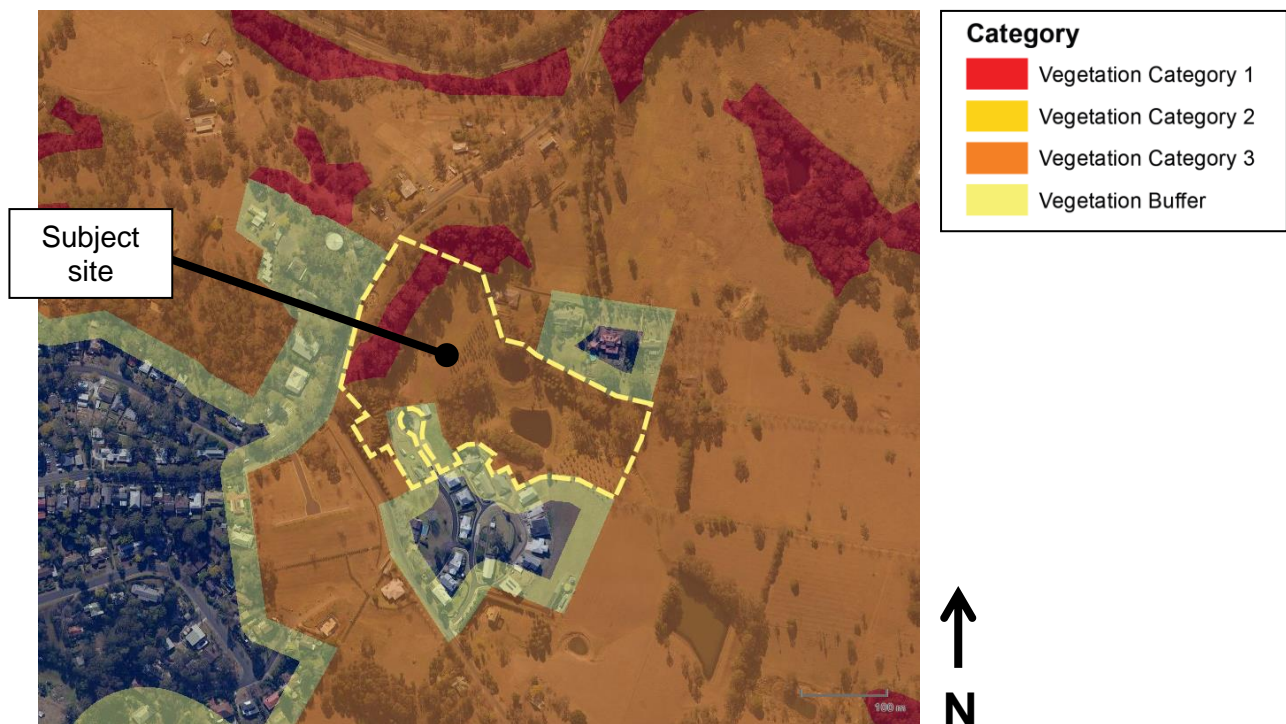 Category
Vegetation Category 1
Vegetation Category 2
Vegetation Category 3
Vegetation Buffer
Subject
site
100 m
N